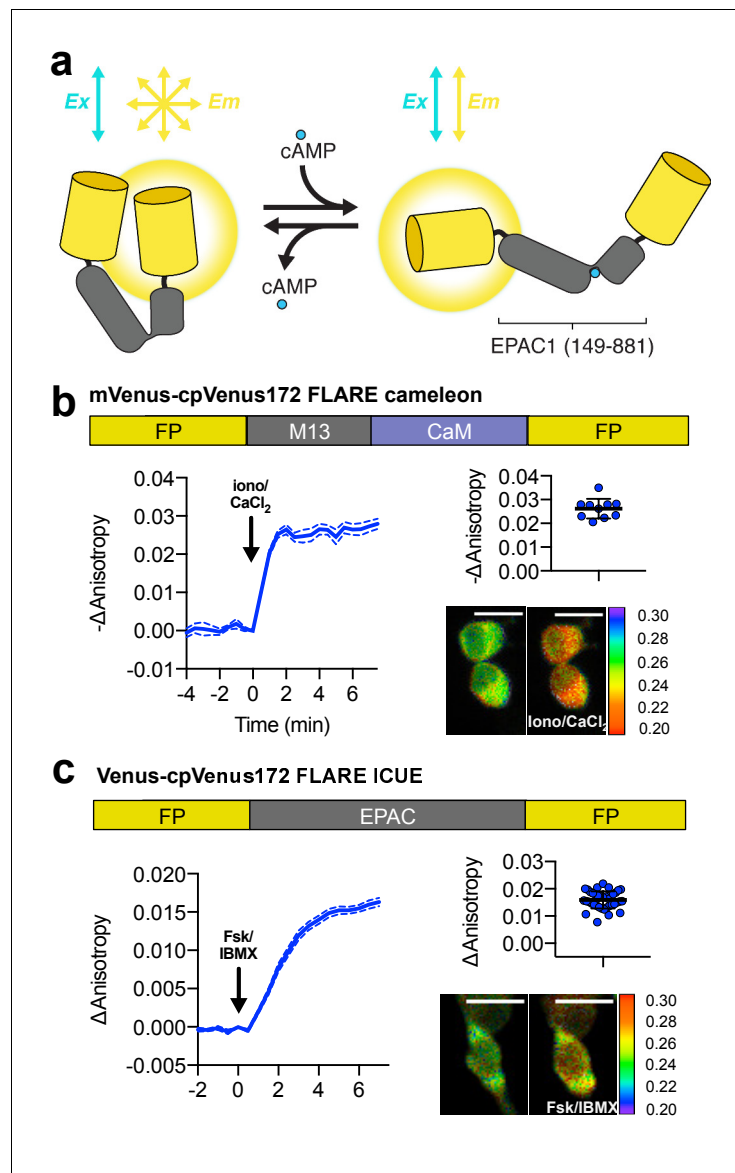 a
Ex
Em
cAMP
cAMP
Ex
Em
EPAC1 (149-881)
b
mVenus-cpVenus172 FLARE cameleon
FP
M13
CaM
FP
-ΔAnisotropy
0.04
0.03
0.02
0.01
0.00
-0.01
iono/
CaCl₂
-4
-2
0
2
4
6
Time (min)
-ΔAnisotropy
0.04
0.03
0.02
0.01
0.00
Iono/CaCl₂
0.30
0.28
0.26
0.24
0.22
0.20
c
Venus-cpVenus172 FLARE ICUE
FP
EPAC
FP
ΔAnisotropy
0.020
0.015
0.010
0.005
0.000
-0.005
Fsk/
IBMX
-2
0
2
4
6
ΔAnisotropy
0.03
0.02
0.01
0.00
Fsk/IBMX
0.30
0.28
0.26
0.24
0.22
0.20